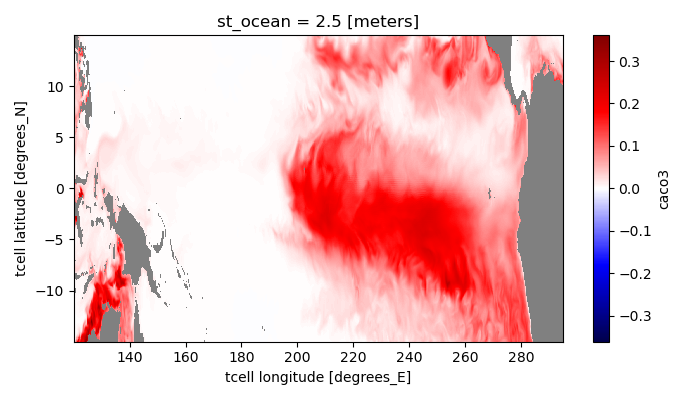 st_ocean = 2.5 [meters]
10
5
0
−5
−10
tcell latitude [degrees_N]
140 160 180 200 220 240 260 280
tcell longitude [degrees_E]
0.3
0.2
0.1
0.0
−0.1
−0.2
−0.3
caco3